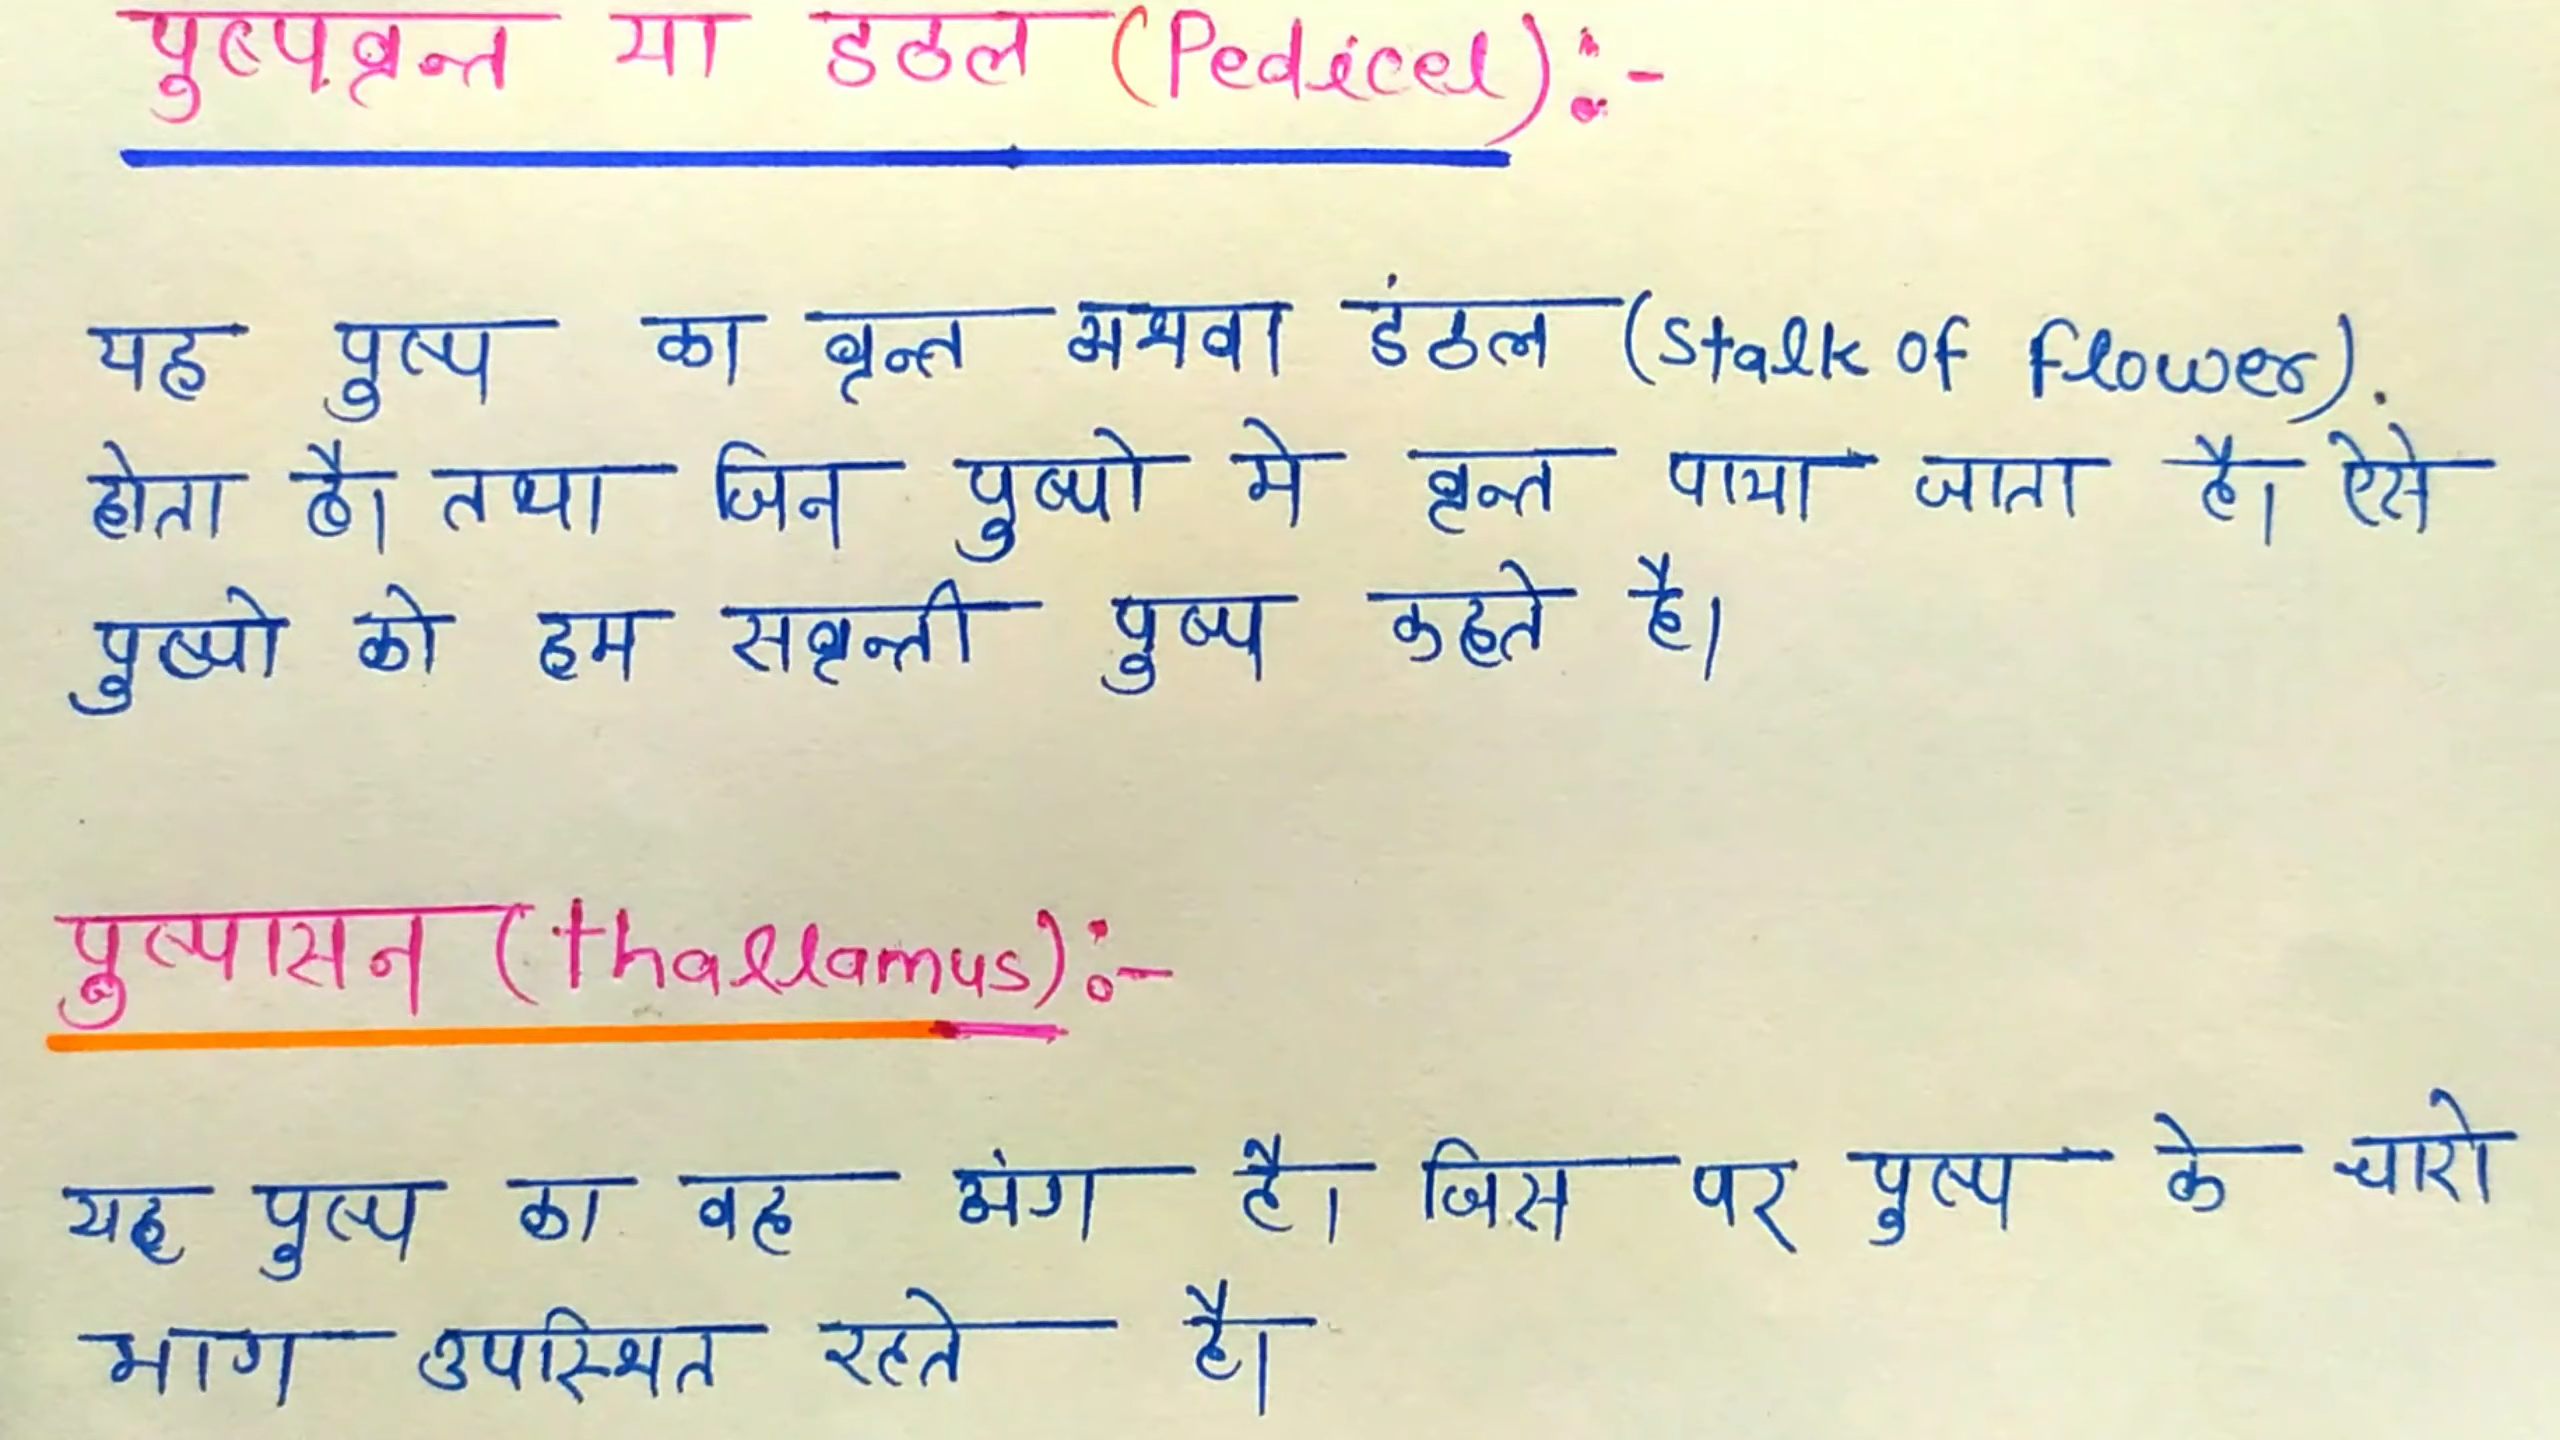 पुष्पवृन्त या डठल (Pedicel):-
यह पुष्प का वृन्त अथवा डंठल (stalk of flower).
होता है। तथा जिन पुष्पो मे वृन्त पाया जाता है। ऐसे
पुष्पो को हम सवृन्ती पुष्प कहते है।
पुष्पासन (thallamus):-
यह पुष्प का वह अंग है। जिस पर पुष्प के चारो
भाग उपस्थित रहते है।